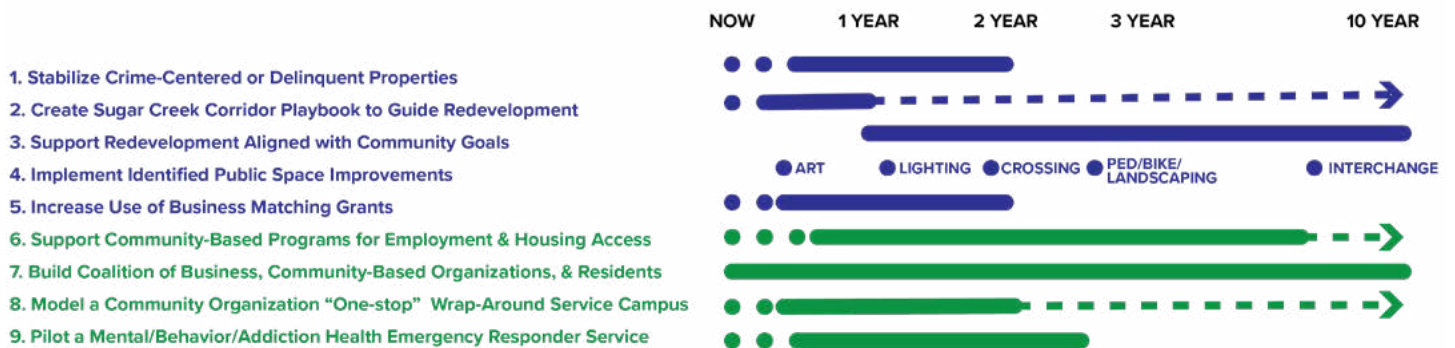 NOW 1 YEAR 2 YEAR 3 YEAR 10 YEAR
1. Stabilize Crime-Centered or Delinquent Properties
2. Create Sugar Creek Corridor Playbook to Guide Redevelopment
3. Support Redevelopment Aligned with Community Goals
4. Implement Identified Public Space Improvements
ART LIGHTING CROSSING PED/BIKE/
LANDSCAPING INTERCHANGE
5. Increase Use of Business Matching Grants
6. Support Community-Based Programs for Employment & Housing Access
7. Build Coalition of Business, Community-Based Organizations, & Residents
8. Model a Community Organization “One-stop” Wrap-Around Service Campus
9. Pilot a Mental/Behavior/Addiction Health Emergency Responder Service